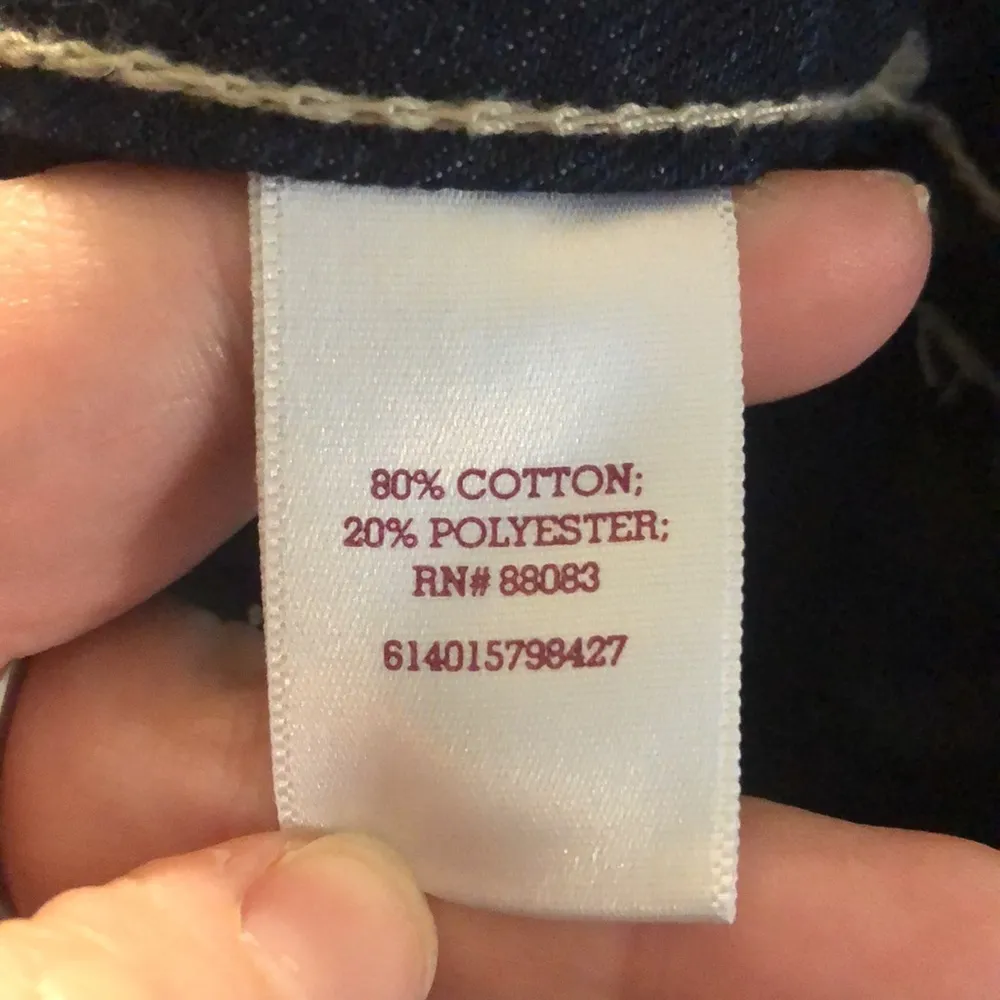 80% COTTON;
20% POLYESTER;
RN# 88083
614015798427